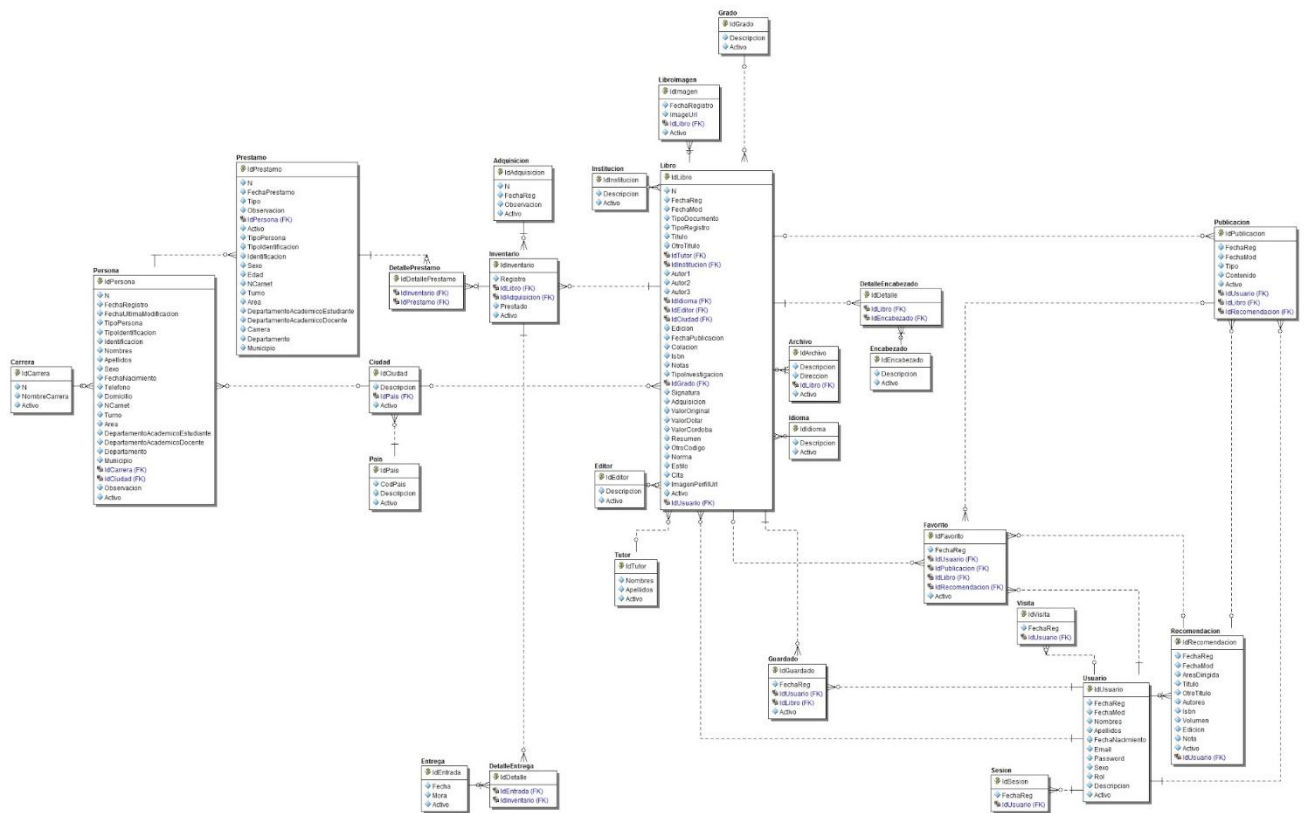 Grado
IdGrado
Descripcion
Activo
LibroImagen
IdImagen
FechaRegistro
ImageUrl
IdLibro (FK)
Activo
Prestamo
IdPrestamo
N
FechaPrestamo
Tipo
Observacion
IdPersona (FK)
Activo
TipoPersona
TipoIdentificacion
Identificacion
Sexo
Edad
NCarnet
Turno
Area
DepartamentoAcademicoEstudiante
DepartamentoAcademicoDocente
Carrera
Departamento
Municipio
Adquinicion
IdAdquisicion
N
FechaReg
Observacion
Activo
Institucion
IdInstitucion
Descripcion
Activo
Libro
IdLibro
N
FechaReg
FechaMod
TipoDocumento
TipoRegistro
Titulo
OtroTitulo
IdTutor (FK)
IdInstitucion (FK)
Autor1
Autor2
Autor3
IdIdioma (FK)
IdEditor (FK)
IdCiudad (FK)
Edicion
FechaPublicacion
Colacion
Isbn
Notas
TipoInvestigacion
IdGrado (FK)
Signatura
Adquisicion
ValorOriginal
ValorDolar
ValorCordoba
Resumen
OtroCodigo
Norma
Estilo
Cita
ImagenPerfilUrl
Activo
IdUsuario (FK)
Publicacion
IdPublicacion
FechaReg
FechaMod
Tipo
Contenido
Activo
IdUsuario (FK)
IdLibro (FK)
IdRecomendacion (FK)
Persona
IdPersona
N
FechaRegistro
FechaUltimaModificacion
TipoPersona
TipoIdentificacion
Identificacion
Nombres
Apellidos
Sexo
FechaNacimiento
Telefono
Domicilio
NCarnet
Turno
Area
DepartamentoAcademicoEstudiante
DepartamentoAcademicoDocente
Departamento
Municipio
IdCarrera (FK)
IdCiudad (FK)
Observacion
Activo
DetallePrestamo
IdDetallePrestamo
IdInventario (FK)
IdPrestamo (FK)
Inventario
IdInventario
Registro
IdLibro (FK)
IdAdquisicion (FK)
Prestado
Activo
DetalleEncabezado
IdDetalle
IdLibro (FK)
IdEncabezado (FK)
Encabezado
IdEncabezado
Descripcion
Activo
Archivo
IdArchivo
Descripcion
Direccion
IdLibro (FK)
Activo
Carrera
IdCarrera
N
NombreCarrera
Activo
Ciudad
IdCiudad
Descripcion
IdPais (FK)
Activo
Pais
IdPais
CodPais
Descripcion
Activo
Idioma
IdIdioma
Descripcion
Activo
Editor
IdEditor
Descripcion
Activo
Tutor
IdTutor
Nombres
Apellidos
Activo
Favorito
IdFavorito
FechaReg
IdUsuario (FK)
IdPublicacion (FK)
IdLibro (FK)
IdRecomendacion (FK)
Activo
Visita
IdVisita
FechaReg
IdUsuario (FK)
Recomendacion
IdRecomendacion
FechaReg
FechaMod
AreaDirigida
Titulo
OtroTitulo
Autores
Isbn
Volumen
Edicion
Nota
Activo
IdUsuario (FK)
Guardado
IdGuardado
FechaReg
IdUsuario (FK)
IdLibro (FK)
Activo
Usuario
IdUsuario
FechaReg
FechaMod
Nombres
Apellidos
FechaNacimiento
Email
Password
Sexo
Rol
Descripcion
Activo
Entrega
IdEntrada
Fecha
Mora
Activo
DetalleEntrega
IdDetalle
IdEntrada (FK)
IdInventario (FK)
Sesion
IdSesion
FechaReg
IdUsuario (FK)